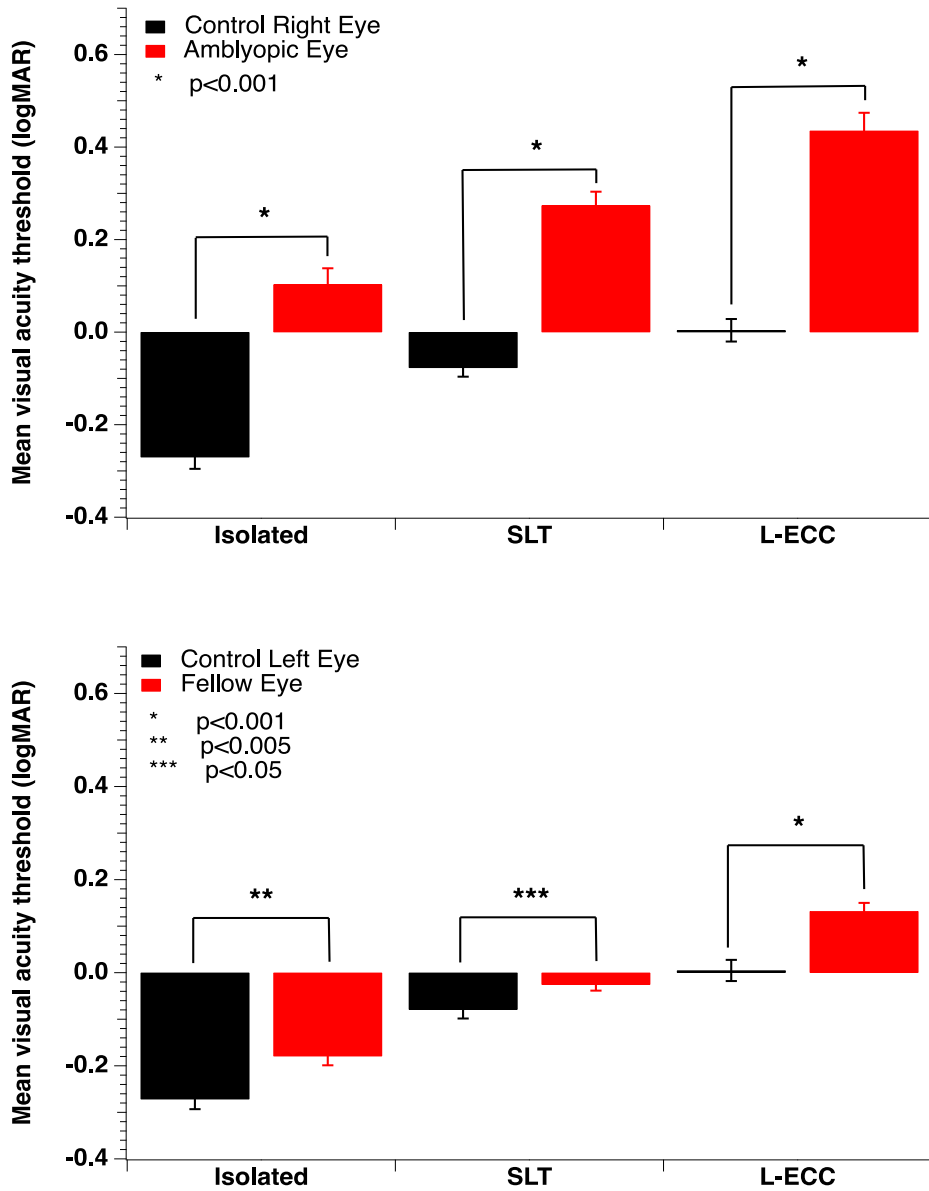 Control Right Eye
Amblyopic Eye
* p<0.001
Mean visual acuity threshold (logMAR)
0.6
0.4
0.2
0.0
-0.2
-0.4
*
*
*
Isolated SLT L-ECC
Control Left Eye
Fellow Eye
* p<0.001
** p<0.005
*** p<0.05
Mean visual acuity threshold (logMAR)
0.6
0.4
0.2
0.0
-0.2
-0.4
**
***
*
Isolated SLT L-ECC